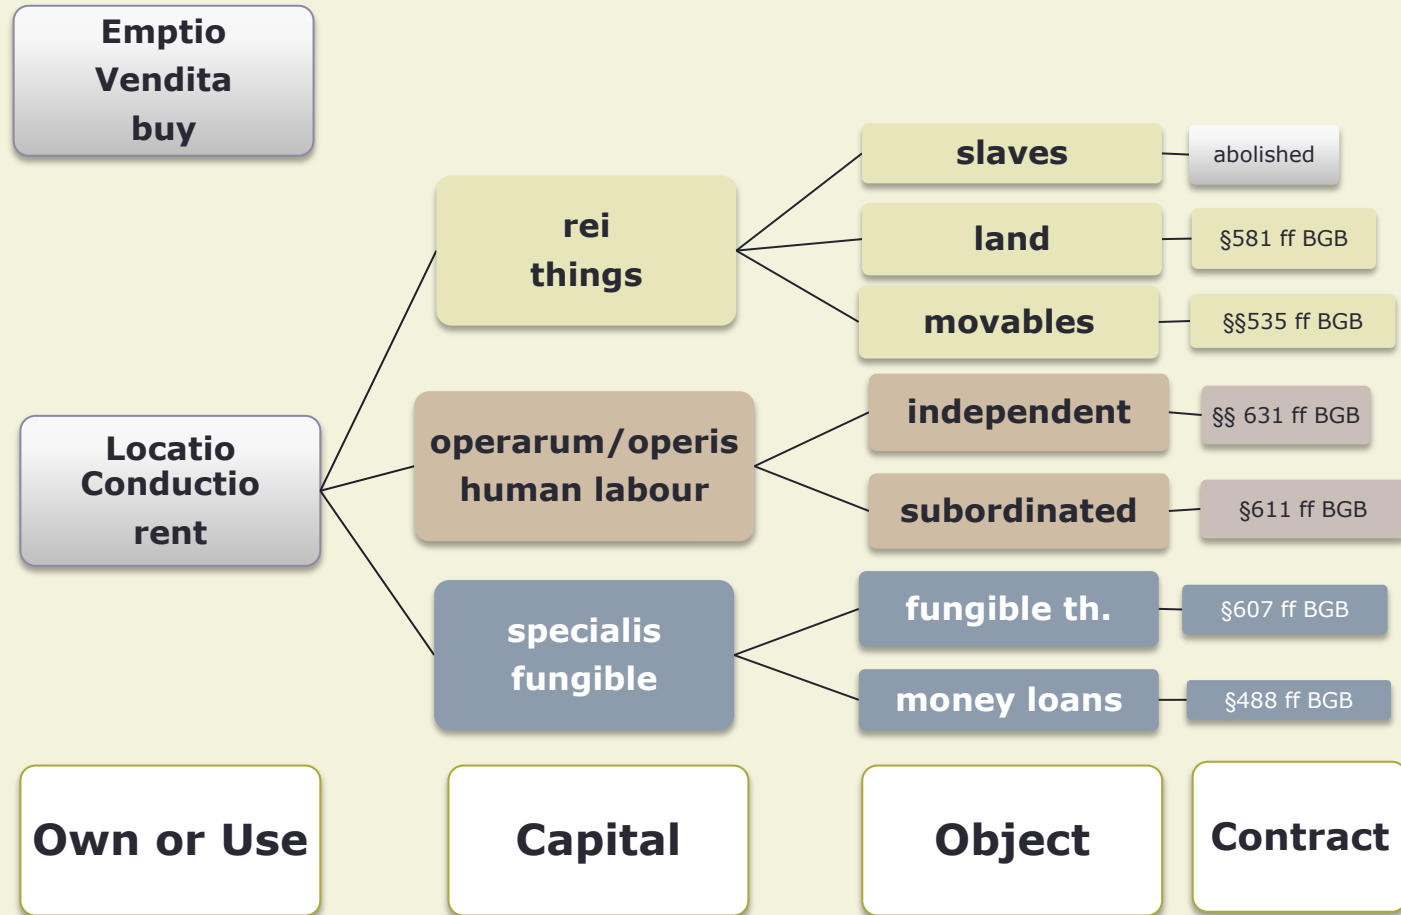 Emptio
Vendita
buy
Locatio
Conductio
rent
rei
things
operarum/operis
human labour
specialis
fungible
slaves
land
movables
independent
subordinated
fungible th.
money loans
abolished
§581 ff BGB
§§535 ff BGB
§§ 631 ff BGB
§611 ff BGB
§607 ff BGB
§488 ff BGB
Own or Use
Capital
Object
Contract